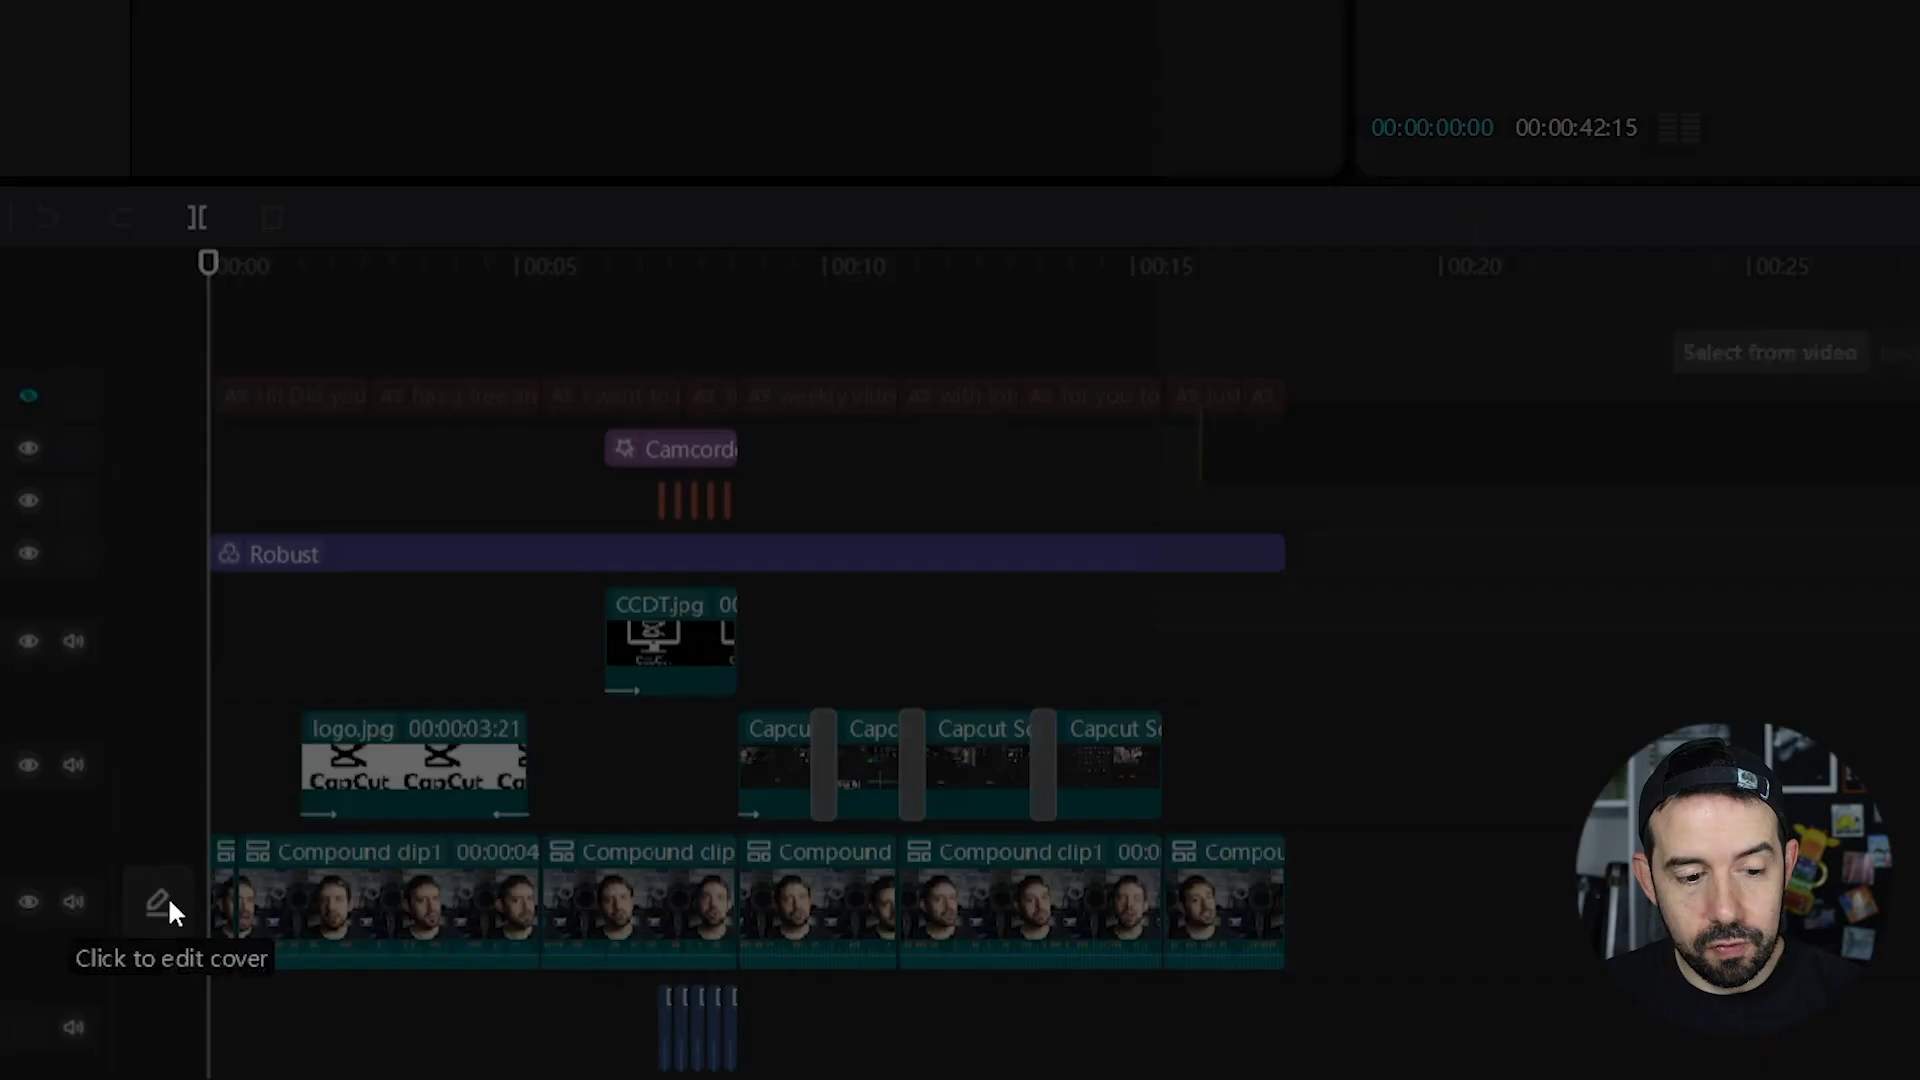 00:00:00:00 00:00:42:15
00:00 00:05 00:10 00:15 00:20 00:25
Select from video
Hi! Did you has a free an I want to weekly vide with lot for you to just
Camcord
Robust
CCDT.jpg 00
logo.jpg 00:00:03:21 Capcu Capc Capcut Sc Capcut Sc
CapCut CapCut Ca
Compound clip1 00:00:04 Compound clip Compound Compound clip1 00:0 Compou
Click to edit cover